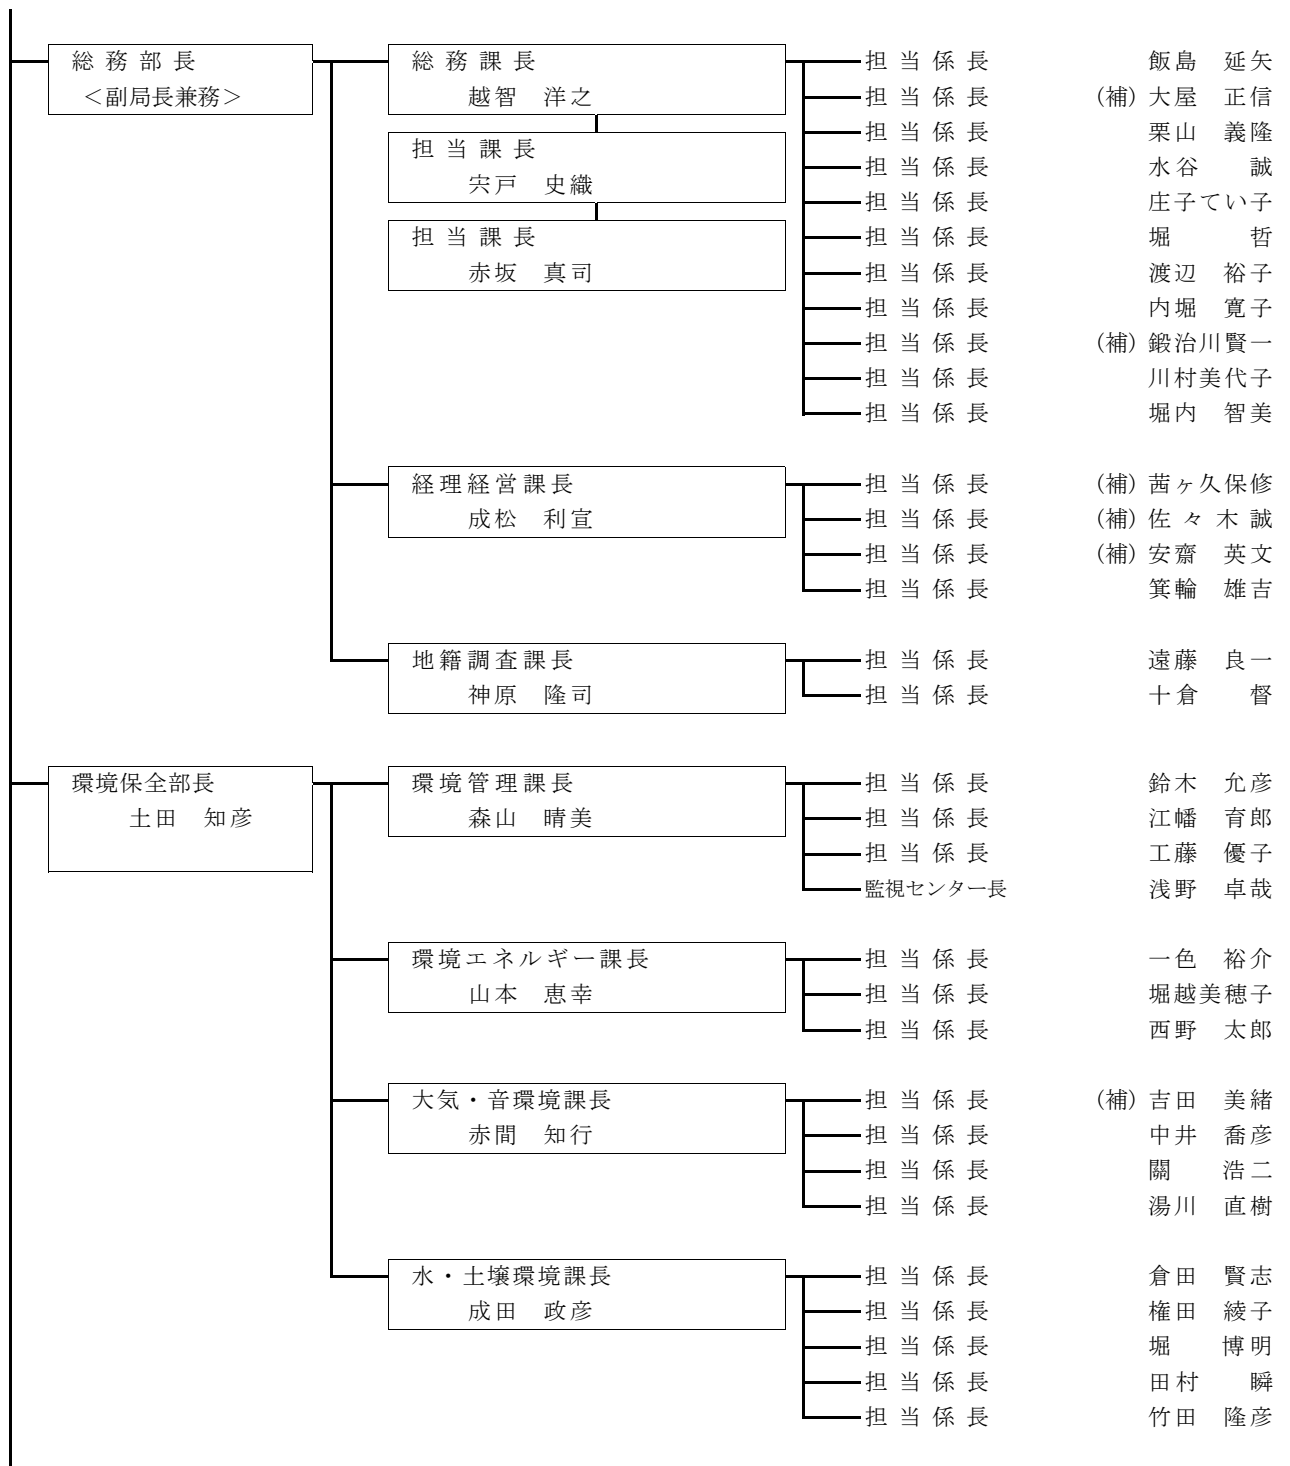 総務部長
＜副局長兼務＞
総務課長
越智　洋之
担当課長
宍戸　史織
担当課長
赤坂　真司
担当係長　飯島　延矢
担当係長　(補) 大屋　正信
担当係長　栗山　義隆
担当係長　水谷　誠
担当係長　庄子てい子
担当係長　堀　哲
担当係長　渡辺　裕子
担当係長　内堀　寛子
担当係長　(補) 鍛治川賢一
担当係長　川村美代子
担当係長　堀内　智美
経理経営課長
成松　利宣
担当係長　(補) 茜ヶ久保修
担当係長　(補) 佐々木誠
担当係長　(補) 安齋　英文
担当係長　箕輪　雄吉
地籍調査課長
神原　隆司
担当係長　遠藤　良一
担当係長　十倉　督
環境保全部長
土田　知彦
環境管理課長
森山　晴美
担当係長　鈴木　允彦
担当係長　江幡　育郎
担当係長　工藤　優子
監視センター長　浅野　卓哉
環境エネルギー課長
山本　恵幸
担当係長　一色　裕介
担当係長　堀越美穂子
担当係長　西野　太郎
大気・音環境課長
赤間　知行
担当係長　(補) 吉田　美緒
担当係長　中井　喬彦
担当係長　關　浩二
担当係長　湯川　直樹
水・土壌環境課長
成田　政彦
担当係長　倉田　賢志
担当係長　権田　綾子
担当係長　堀　博明
担当係長　田村　瞬
担当係長　竹田　隆彦